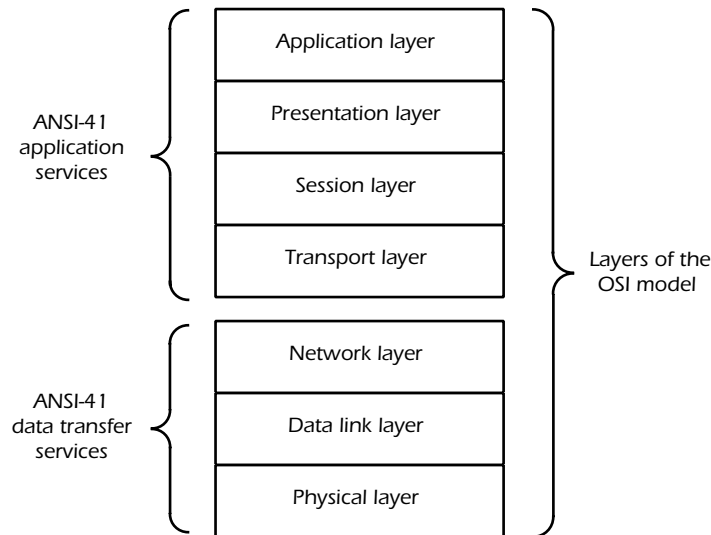 Application layer
Presentation layer
Session layer
Transport layer
Network layer
Data link layer
Physical layer
ANSI-41
application
services
ANSI-41
data transfer
services
Layers of the
OSI model